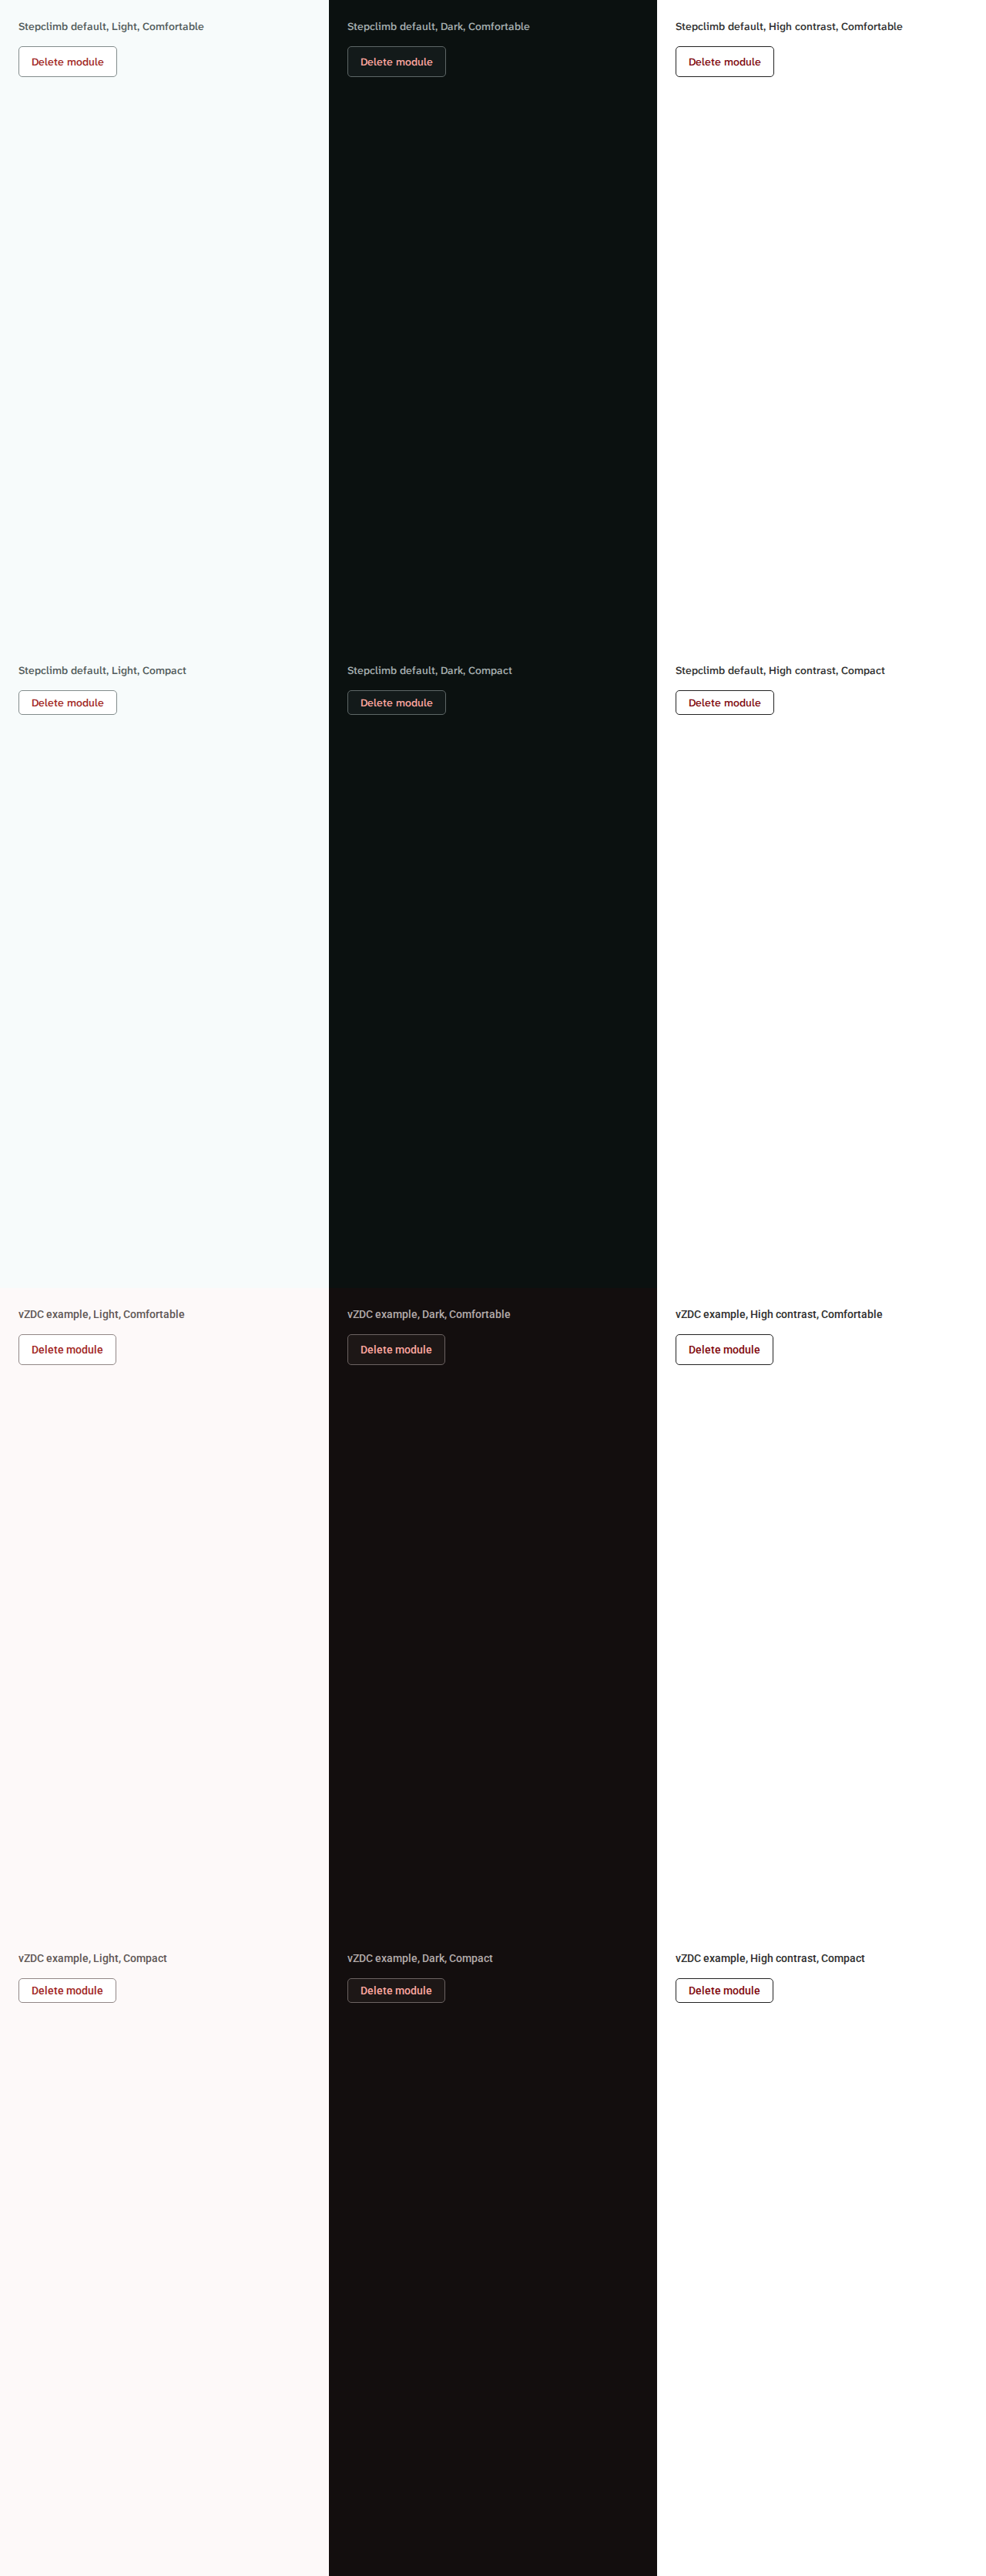 Stepclimb default, Light, Comfortable
Delete module
Stepclimb default, Dark, Comfortable
Delete module
Stepclimb default, High contrast, Comfortable
Delete module
Stepclimb default, Light, Compact
Delete module
Stepclimb default, Dark, Compact
Delete module
Stepclimb default, High contrast, Compact
Delete module
vZDC example, Light, Comfortable
Delete module
vZDC example, Dark, Comfortable
Delete module
vZDC example, High contrast, Comfortable
Delete module
vZDC example, Light, Compact
Delete module
vZDC example, Dark, Compact
Delete module
vZDC example, High contrast, Compact
Delete module